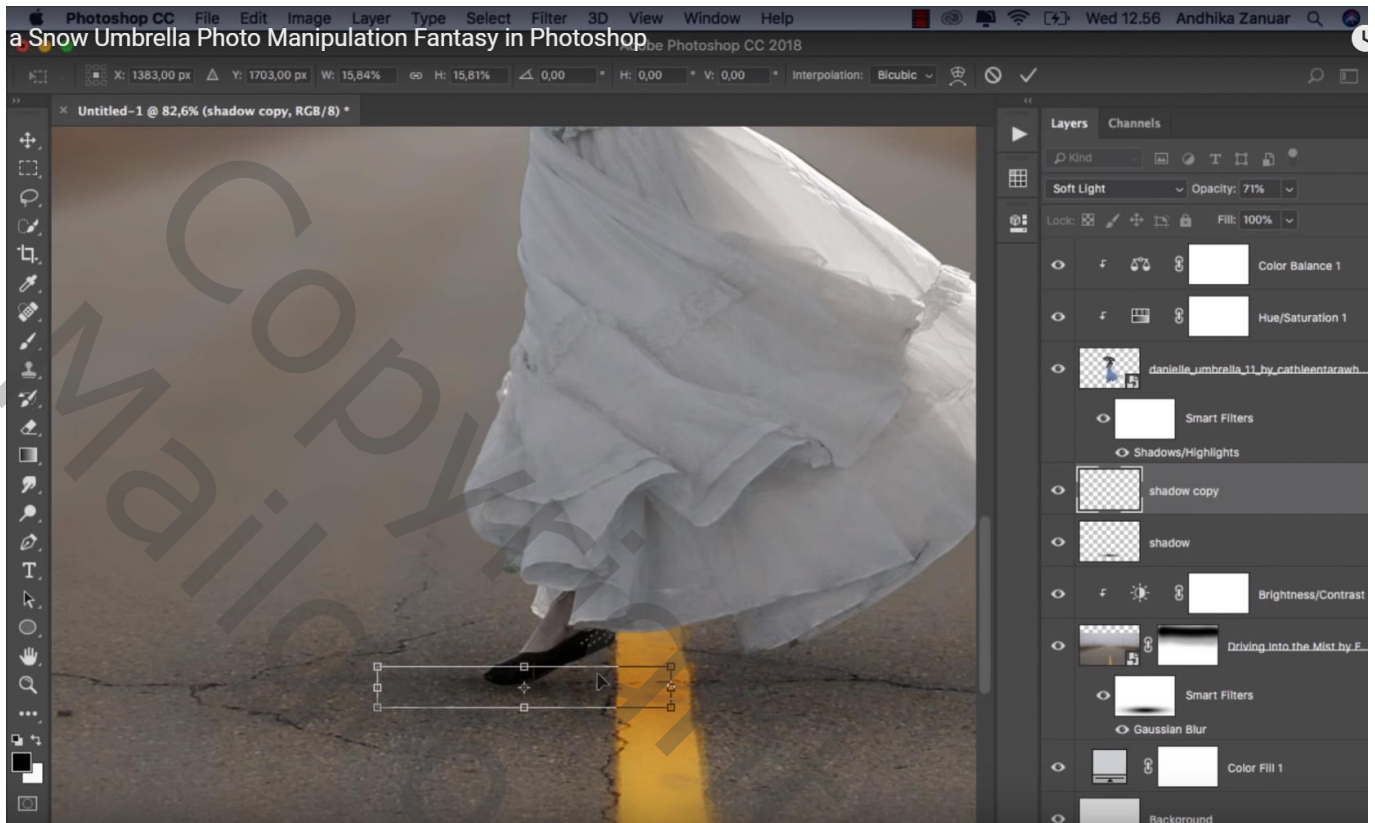 Photoshop CC File Edit Image Layer Type Select Filter 3D View Window Help Wed 12.56 Andhika Zanuar
a Snow Umbrella Photo Manipulation Fantasy in Photoshop
Adobe Photoshop CC 2018
X: 1383,00 px Y: 1703,00 px W: 15,84% H: 15,81% 0,00 ° H: 0,00 ° V: 0,00 ° Interpolation: Bicubic
× Untitled-1 @ 82,6% (shadow copy, RGB/8) *
Layers Channels
Kind
Soft Light Opacity: 71%
Lock: Fill: 100%
Color Balance 1
Hue/Saturation 1
danielle_umbrella_11_by_cathleentarawh...
Smart Filters
Shadows/Highlights
shadow copy
shadow
Brightness/Contrast
Driving Into the Mist by F...
Smart Filters
Gaussian Blur
Color Fill 1
Background